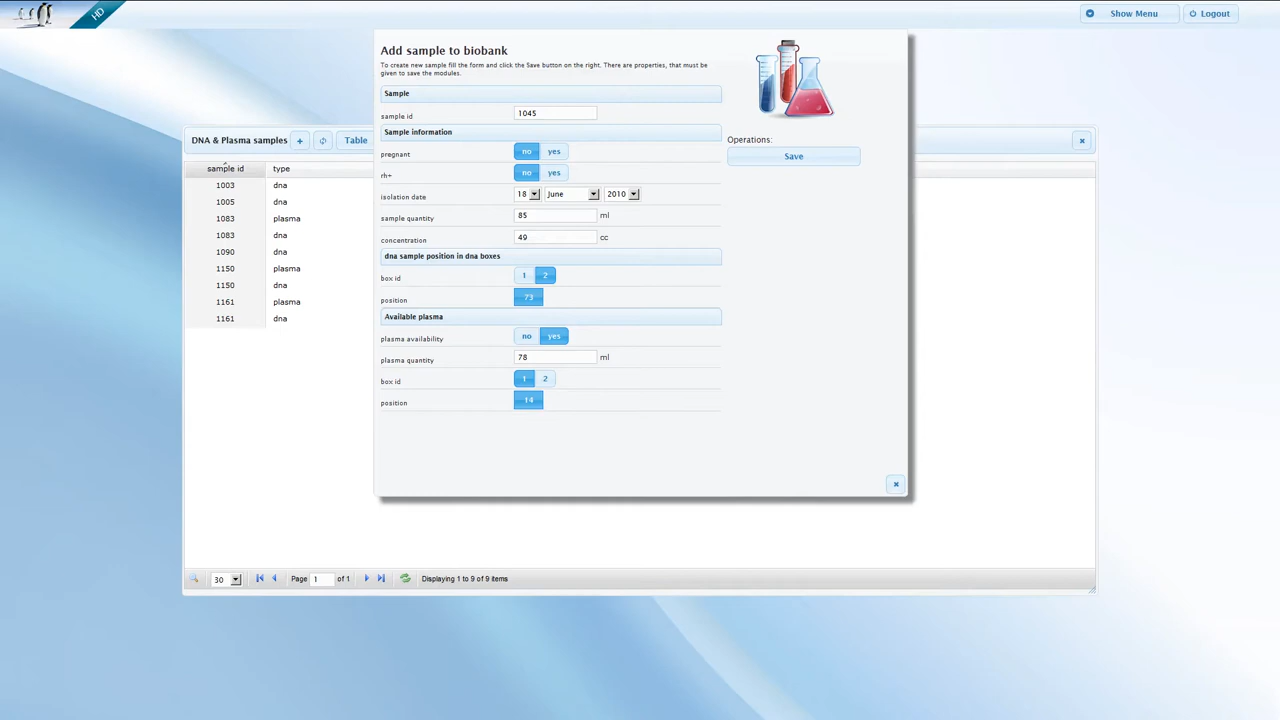 HD
Show Menu
Logout
Add sample to biobank
To create new sample fill the form and click the Save button on the right. There are properties, that must be
given to save the modules.
Sample
sample id 1045
Sample information
pregnant no yes
rh+ no yes
isolation date 18 June 2010
sample quantity 85 ml
concentration 49 cc
dna sample position in dna boxes
box id 1 2
position 73
Available plasma
plasma availability no yes
plasma quantity 78 ml
box id 1 2
position 14
Operations:
Save
DNA & Plasma samples + Table
sample id type
1003 dna
1005 dna
1083 plasma
1083 dna
1090 dna
1150 plasma
1150 dna
1161 plasma
1161 dna
30 Page 1 of 1 Displaying 1 to 9 of 9 items